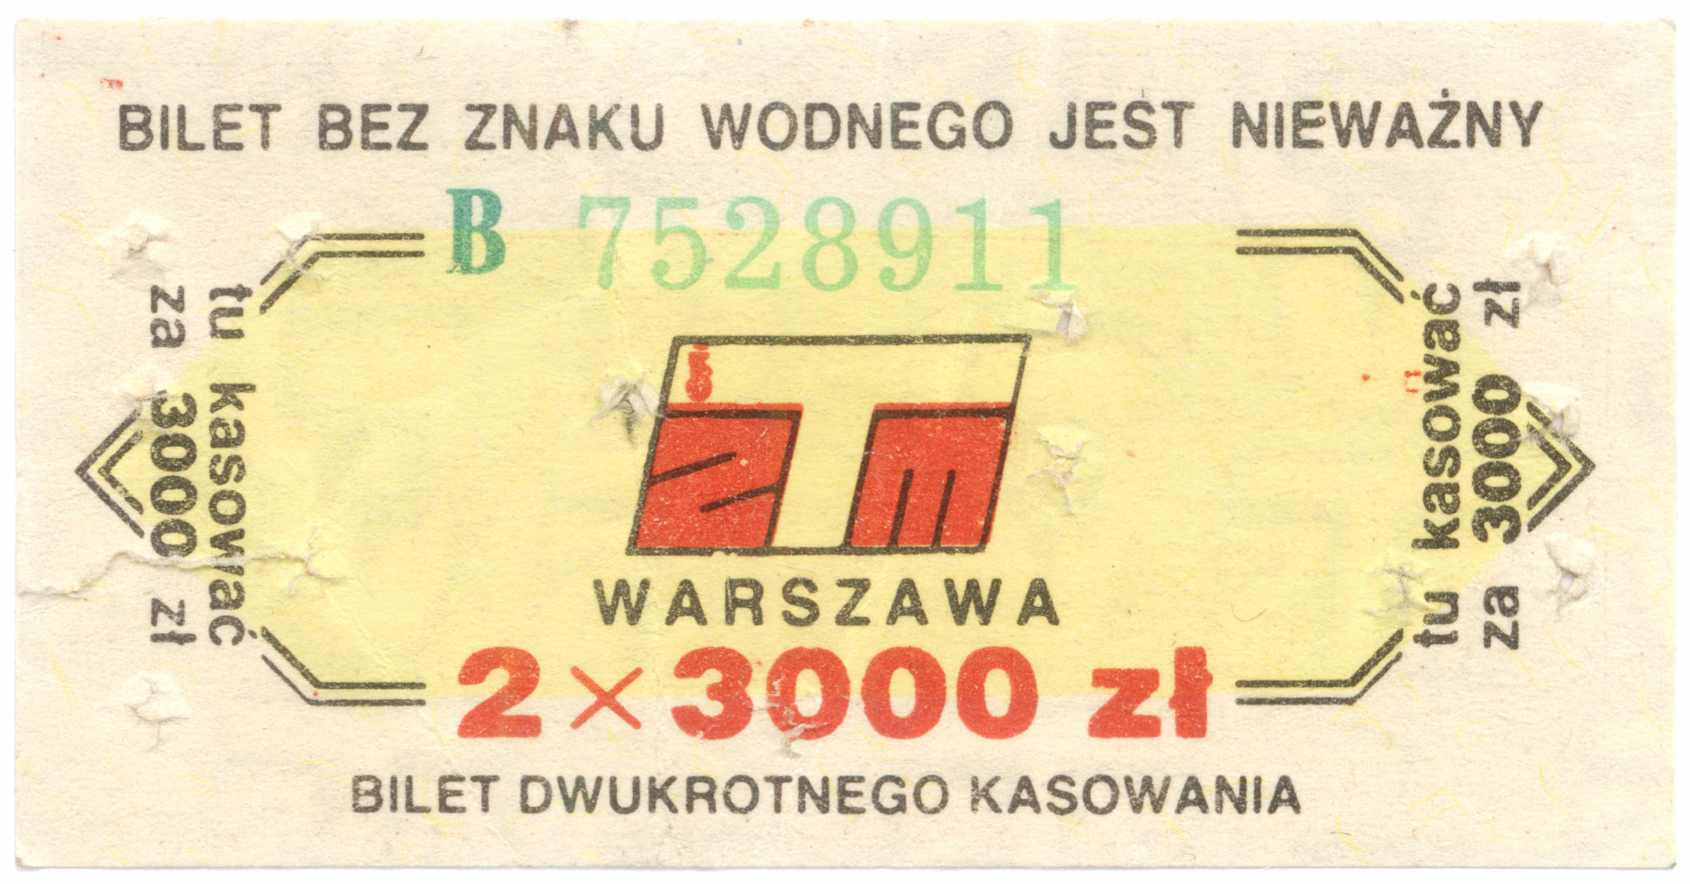 BILET BEZ ZNAKU WODNEGO JEST NIEWAŻNY
B 7528911
tu kasować
za 3000 zł
ZTM
WARSZAWA
2 × 3000 zł
tu kasować
za 3000 zł
BILET DWUKROTNEGO KASOWANIA